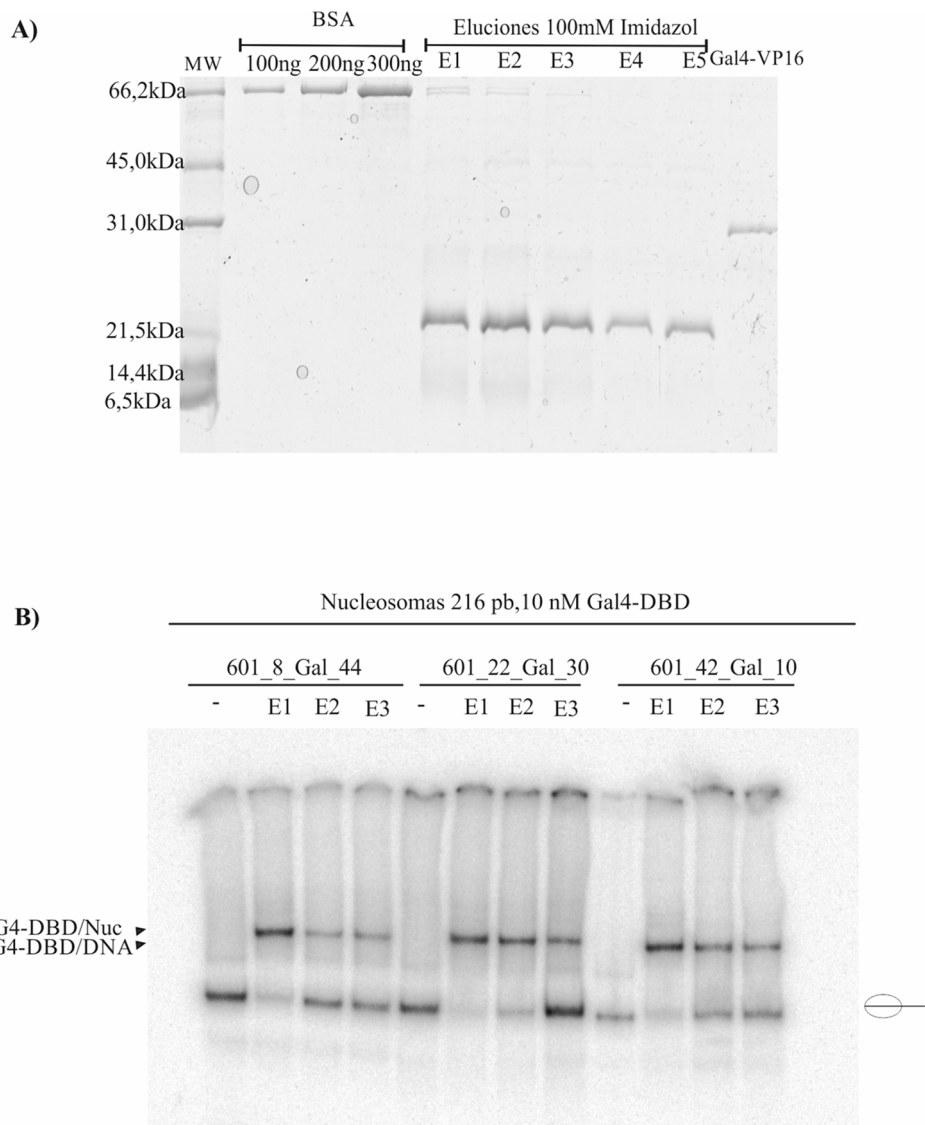 A)
BSA
Eluciones 100mM Imidazol
MW 100ng 200ng 300ng E1 E2 E3 E4 E5 Gal4-VP16
66,2kDa
45,0kDa
31,0kDa
21,5kDa
14,4kDa
6,5kDa
B)
Nucleosomas 216 pb,10 nM Gal4-DBD
601_8_Gal_44 601_22_Gal_30 601_42_Gal_10
- E1 E2 E3 - E1 E2 E3 - E1 E2 E3
G4-DBD/Nuc
G4-DBD/DNA